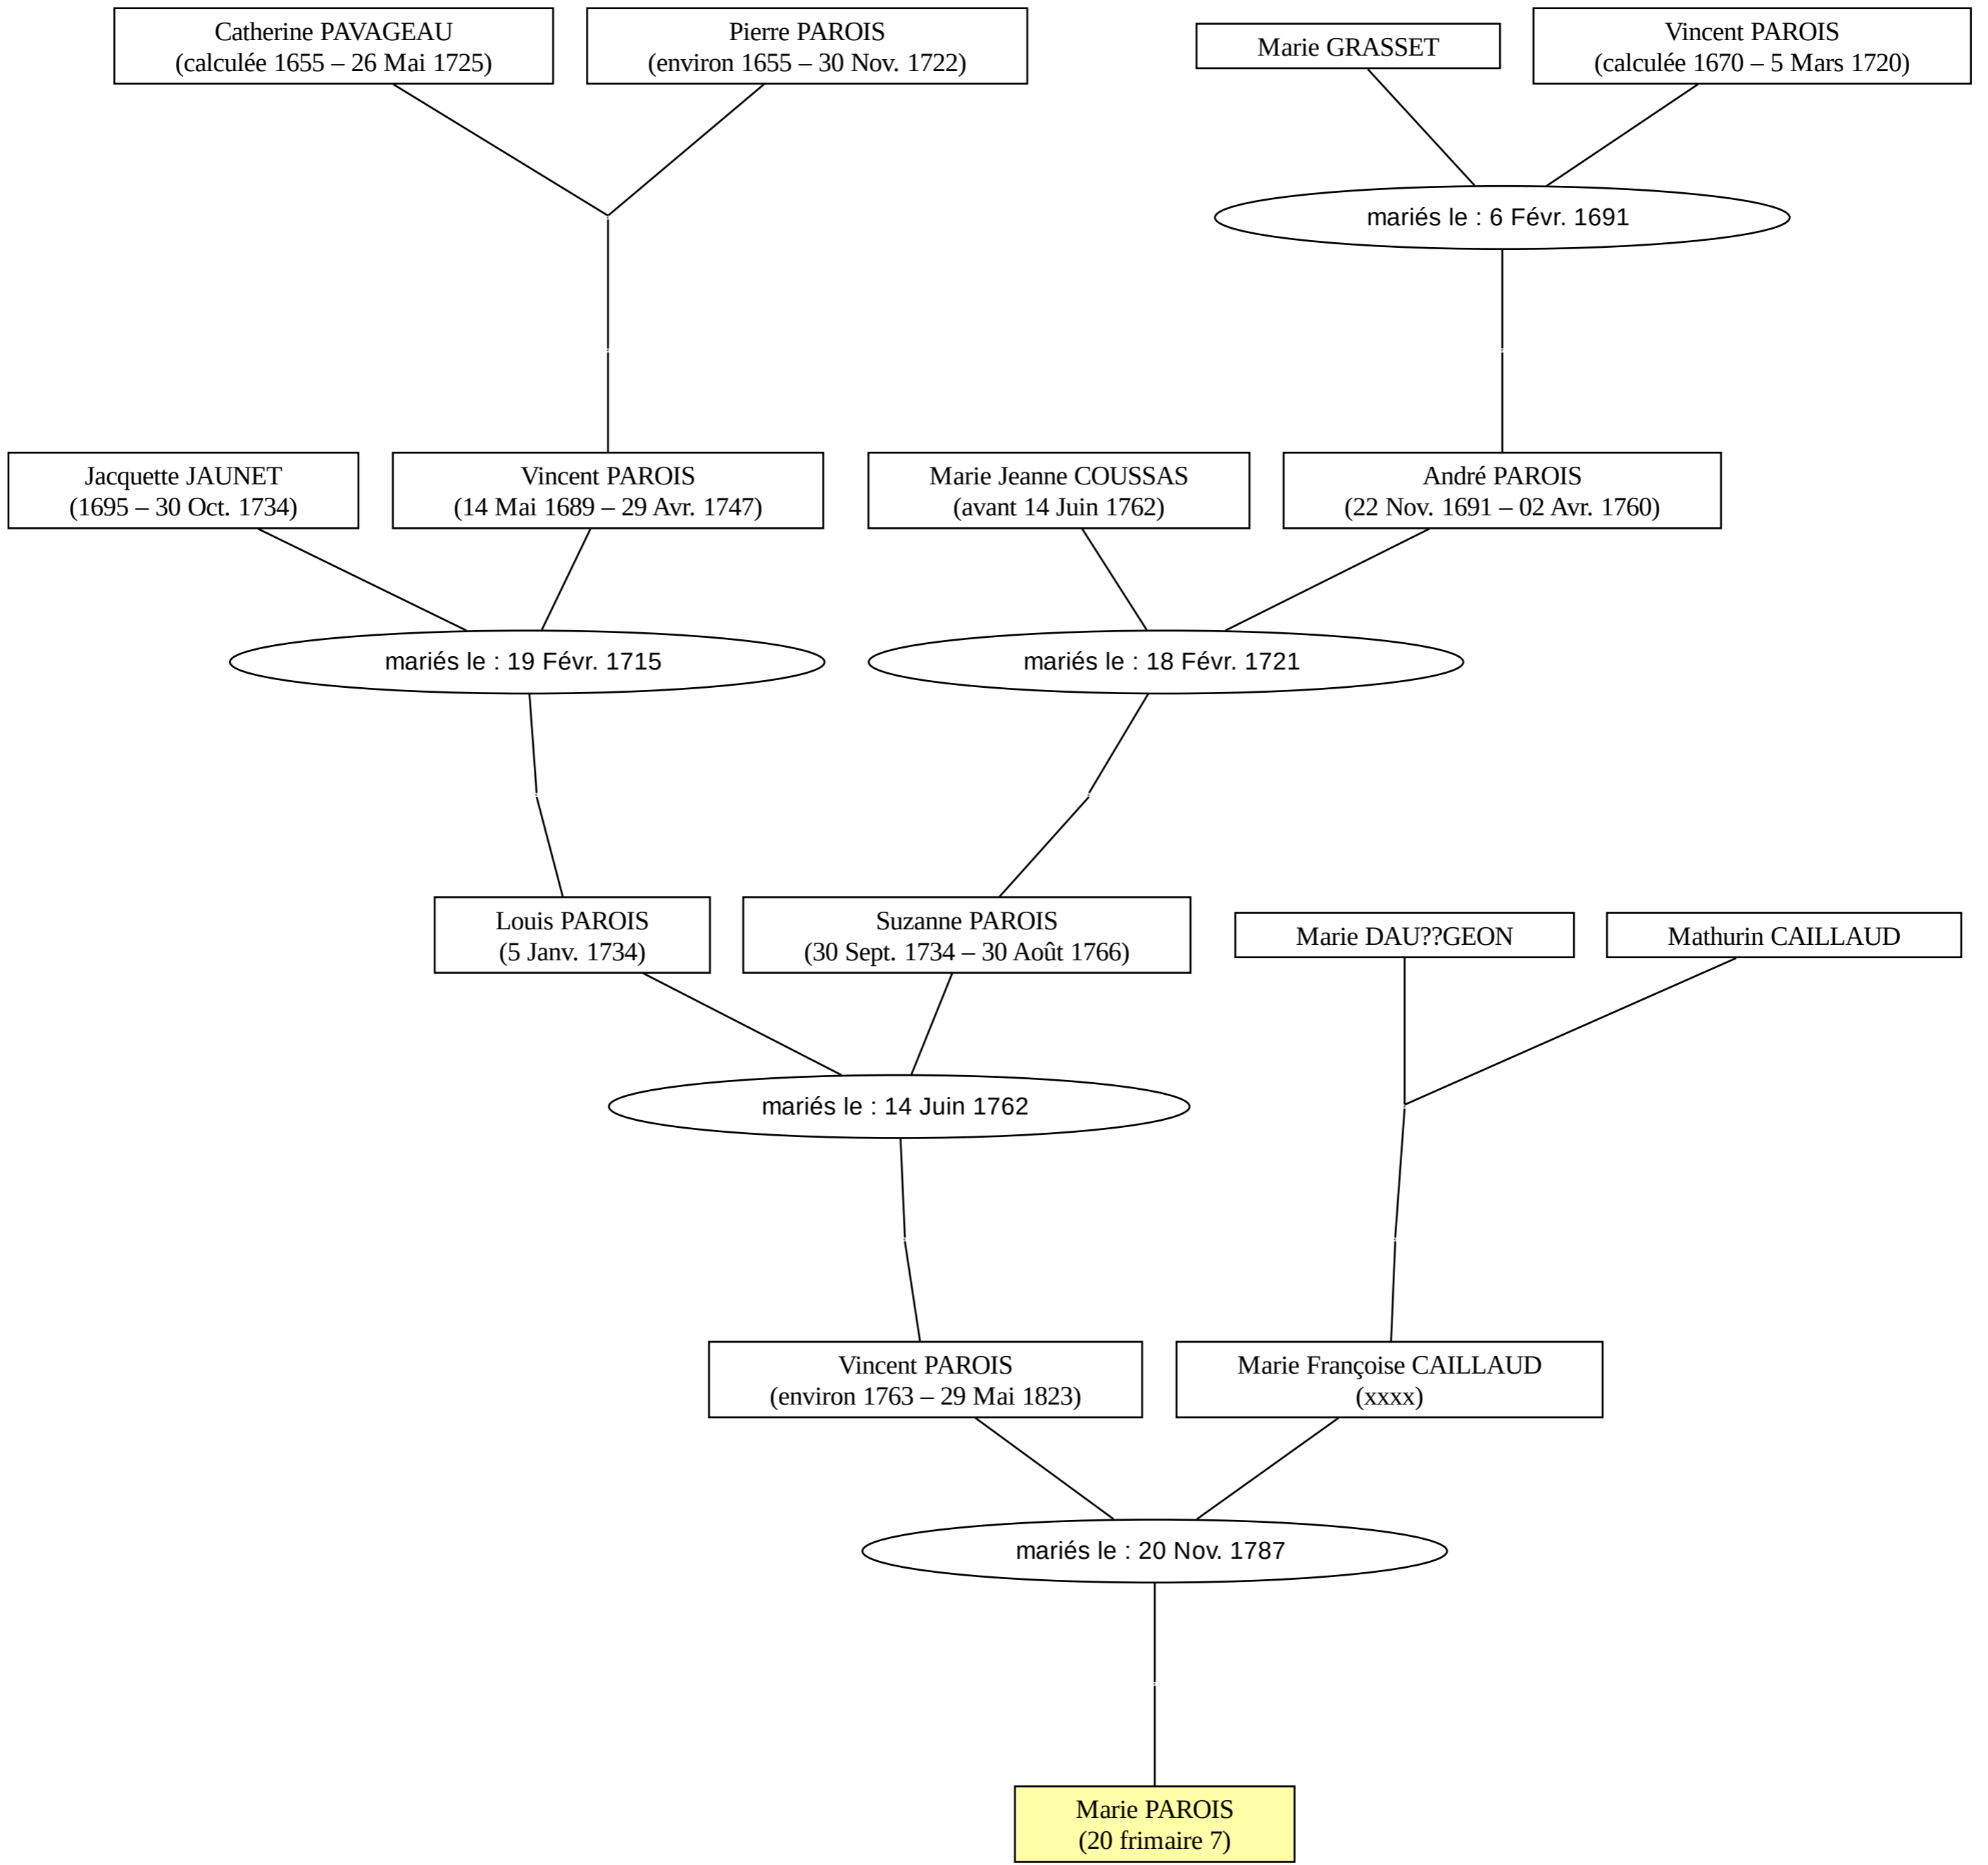 Catherine PAVAGEAU
(calculée 1655 – 26 Mai 1725)
Pierre PAROIS
(environ 1655 – 30 Nov. 1722)
Marie GRASSET
Vincent PAROIS
(calculée 1670 – 5 Mars 1720)
mariés le : 6 Févr. 1691
Jacquette JAUNET
(1695 – 30 Oct. 1734)
Vincent PAROIS
(14 Mai 1689 – 29 Avr. 1747)
Marie Jeanne COUSSAS
(avant 14 Juin 1762)
André PAROIS
(22 Nov. 1691 – 02 Avr. 1760)
mariés le : 19 Févr. 1715
mariés le : 18 Févr. 1721
Louis PAROIS
(5 Janv. 1734)
Suzanne PAROIS
(30 Sept. 1734 – 30 Août 1766)
Marie DAU??GEON
Mathurin CAILLAUD
mariés le : 14 Juin 1762
Vincent PAROIS
(environ 1763 – 29 Mai 1823)
Marie Françoise CAILLAUD
(xxxx)
mariés le : 20 Nov. 1787
Marie PAROIS
(20 frimaire 7)